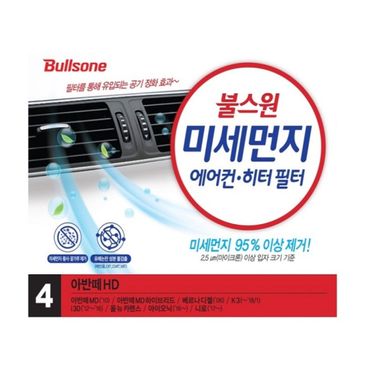 Bullsone
필터를 통해 유입되는 공기 정화 효과~
불스원
미세먼지
에어컨·히터 필터
미세먼지 95% 이상 제거!
2.5 ㎛(마이크론) 이상 입자 크기 기준
4
아반떼HD
아반떼MD('10) / 아반떼MD하이브리드 / 베르나디젤('06) / K3(~'18/1)
i30('12~'16) / 올 뉴 카렌스 / 아이오닉('16~) / 니로('17~)